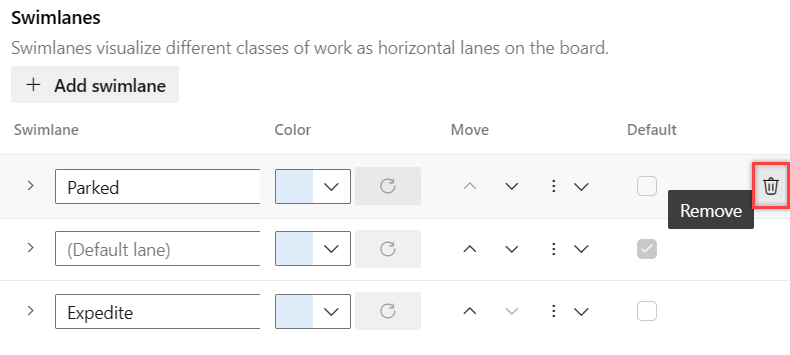 Swimlanes
Swimlanes visualize different classes of work as horizontal lanes on the board.
Add swimlane
Swimlane Color Move Default
Parked
Remove
(Default lane)
Expedite